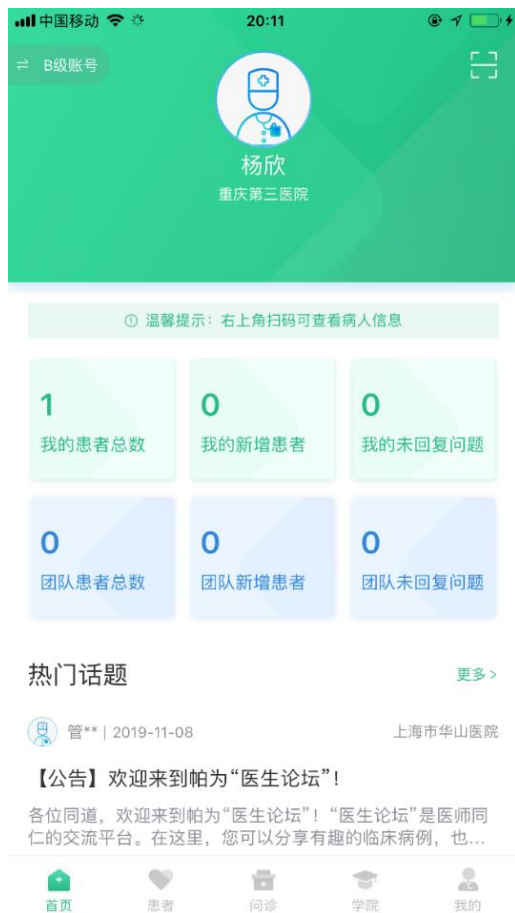 中国移动 20:11
B级账号
杨欣
重庆第三医院
温馨提示：右上角扫码可查看病人信息
1 0 0
我的患者总数 我的新增患者 我的未回复问题
0 0 0
团队患者总数 团队新增患者 团队未回复问题
热门话题 更多>
管** | 2019-11-08 上海市华山医院
【公告】欢迎来到帕为“医生论坛”！
各位同道，欢迎来到帕为“医生论坛”！“医生论坛”是医师同
仁的交流平台。在这里，您可以分享有趣的临床病例，也...
首页 患者 问诊 学院 我的